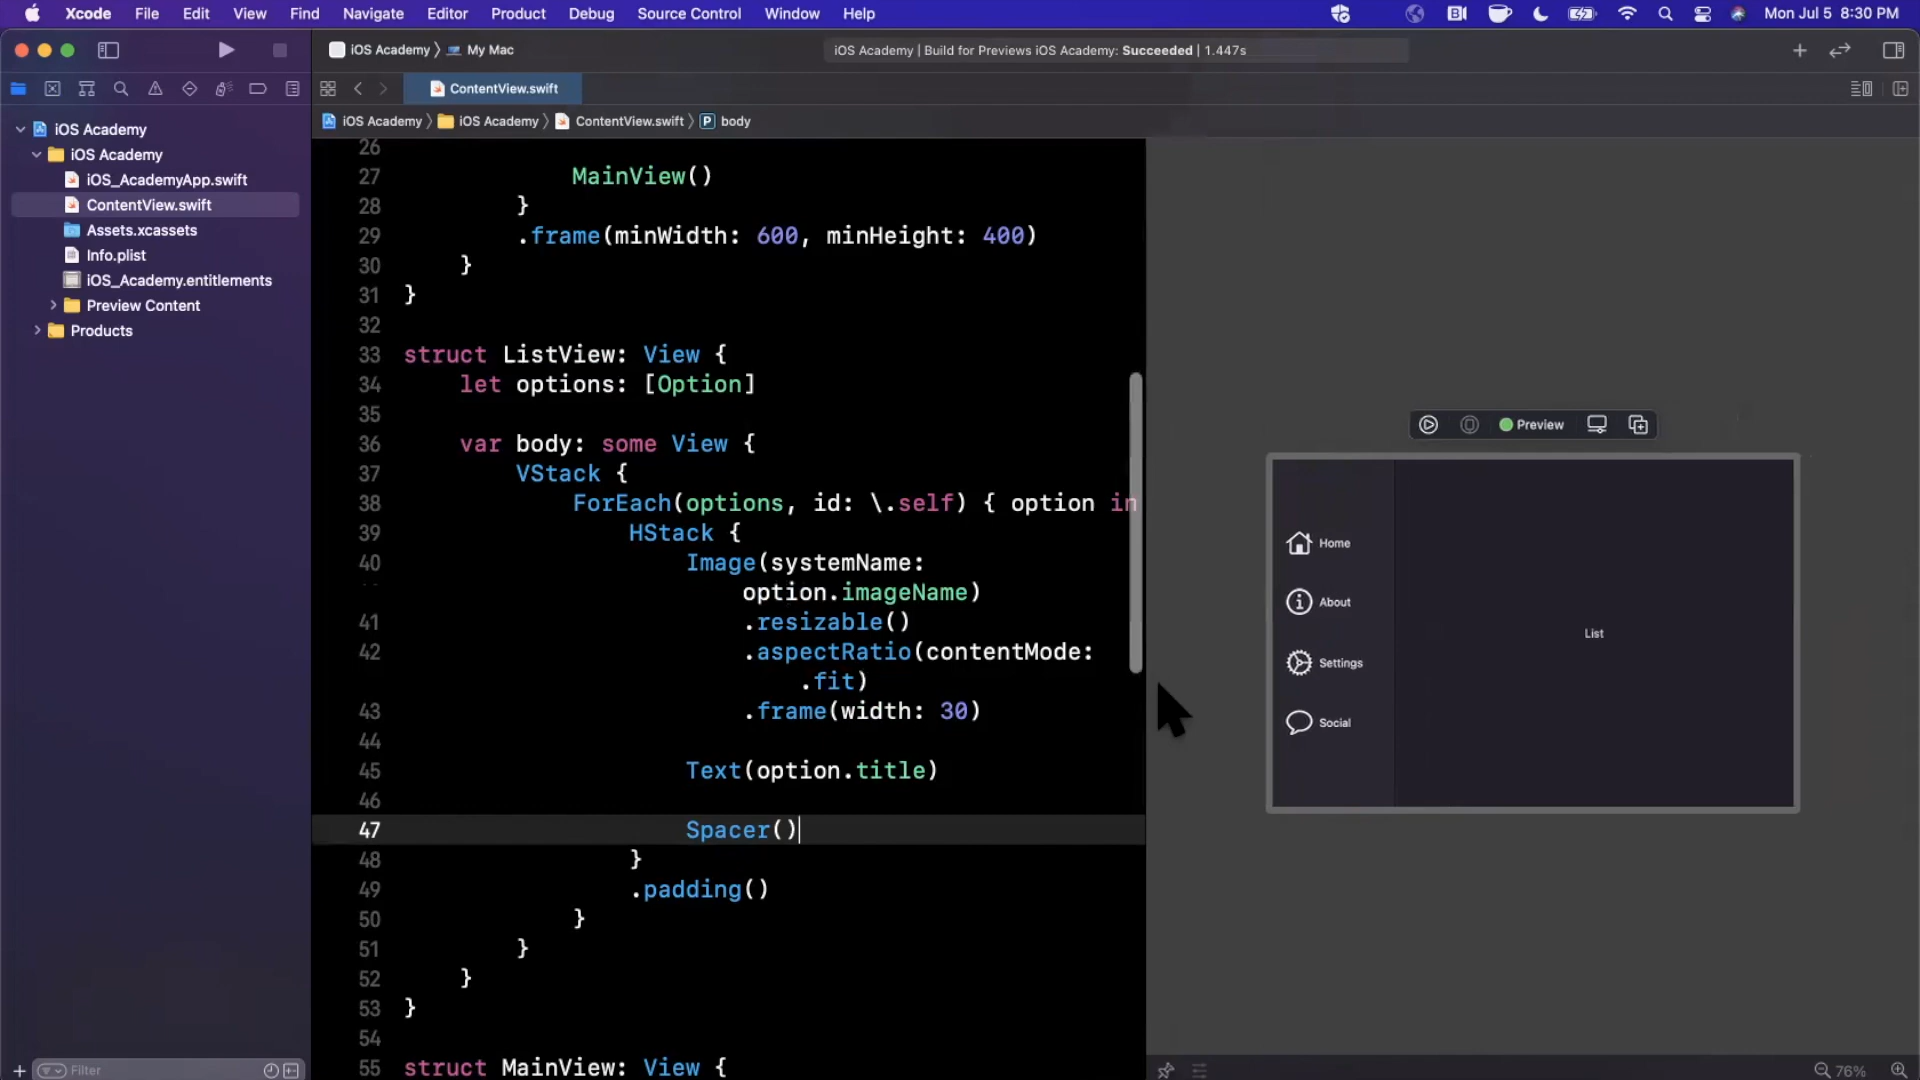 Xcode File Edit View Find Navigate Editor Product Debug Source Control Window Help Mon Jul 5 8:30 PM
iOS Academy 〉 My Mac
iOS Academy | Build for Previews iOS Academy: Succeeded | 1.447s
ContentView.swift
iOS Academy 〉 iOS Academy 〉 ContentView.swift 〉 P body
iOS Academy
iOS Academy
iOS_AcademyApp.swift
ContentView.swift
Assets.xcassets
Info.plist
iOS_Academy.entitlements
Preview Content
Products
Filter
26
27 MainView()
28 }
29 .frame(minWidth: 600, minHeight: 400)
30 }
31 }
32
33 struct ListView: View {
34 let options: [Option]
35
36 var body: some View {
37 VStack {
38 ForEach(options, id: \.self) { option in
39 HStack {
40 Image(systemName:
option.imageName)
41 .resizable()
42 .aspectRatio(contentMode:
.fit)
43 .frame(width: 30)
44
45 Text(option.title)
46
47 Spacer()
48 }
49 .padding()
50 }
51 }
52 }
53 }
54
55 struct MainView: View {
Preview
Home
About
Settings
Social
List
76%